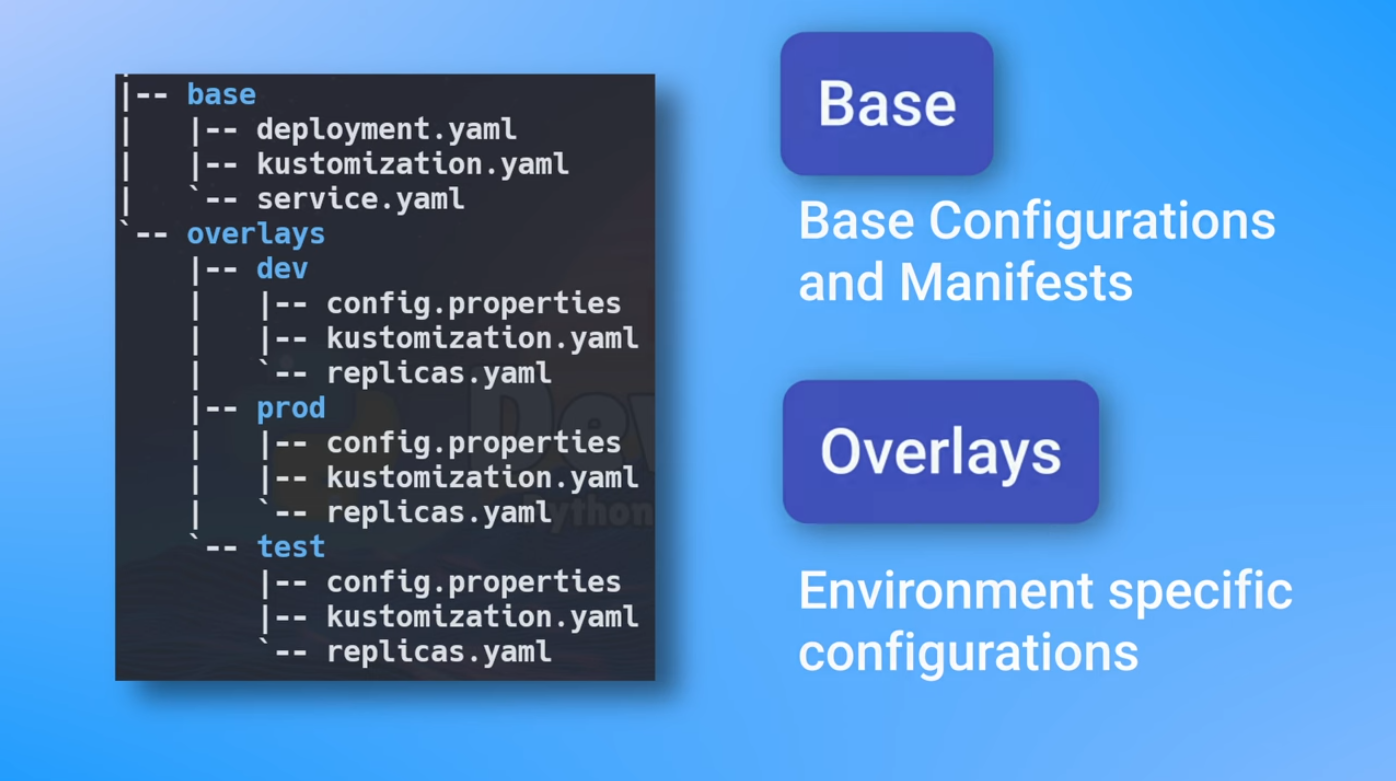 |-- base
|   |-- deployment.yaml
|   |-- kustomization.yaml
|   `-- service.yaml
`-- overlays
    |-- dev
    |   |-- config.properties
    |   |-- kustomization.yaml
    |   `-- replicas.yaml
    |-- prod
    |   |-- config.properties
    |   |-- kustomization.yaml
    |   `-- replicas.yaml
    `-- test
        |-- config.properties
        |-- kustomization.yaml
        `-- replicas.yaml
Base
Base Configurations
and Manifests
Overlays
Environment specific
configurations